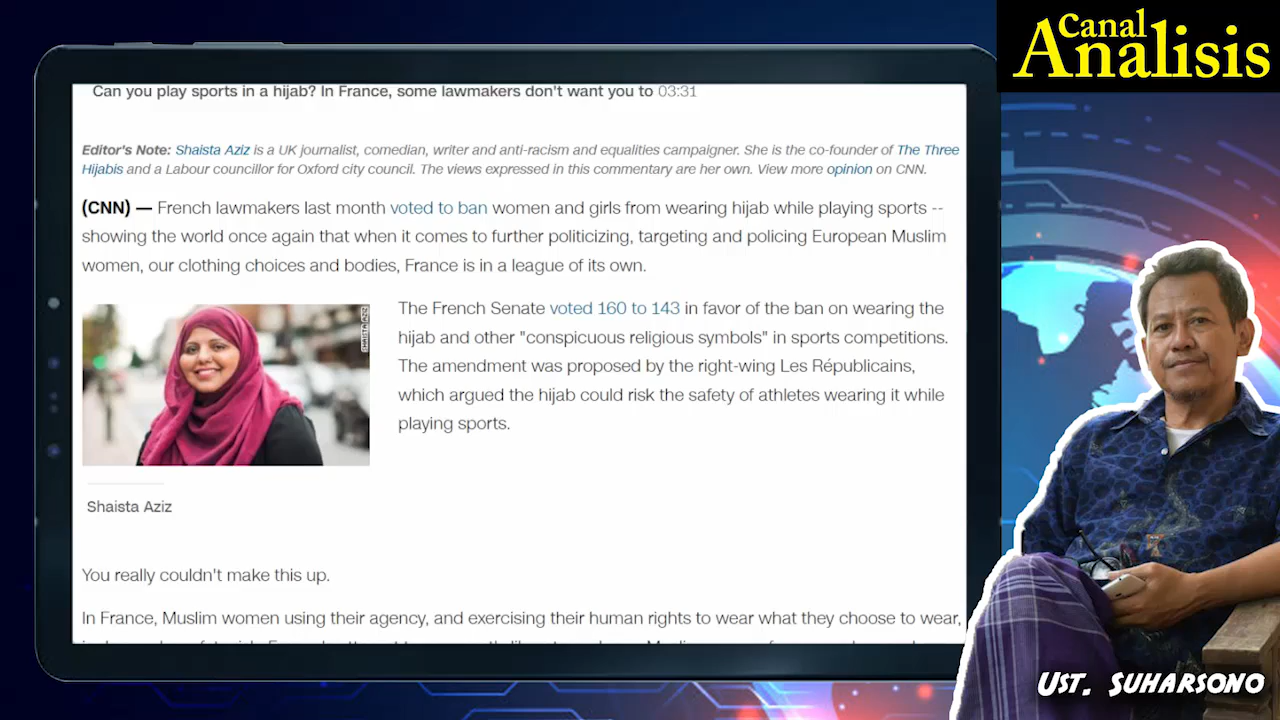 Can you play sports in a hijab? In France, some lawmakers don't want you to 03:31
Editor's Note: Shaista Aziz is a UK journalist, comedian, writer and anti-racism and equalities campaigner. She is the co-founder of The Three
Hijabis and a Labour councillor for Oxford city council. The views expressed in this commentary are her own. View more opinion on CNN.
(CNN) — French lawmakers last month voted to ban women and girls from wearing hijab while playing sports --
showing the world once again that when it comes to further politicizing, targeting and policing European Muslim
women, our clothing choices and bodies, France is in a league of its own.
SHAISTA AZIZ
The French Senate voted 160 to 143 in favor of the ban on wearing the
hijab and other "conspicuous religious symbols" in sports competitions.
The amendment was proposed by the right-wing Les Républicains,
which argued the hijab could risk the safety of athletes wearing it while
playing sports.
Shaista Aziz
You really couldn't make this up.
In France, Muslim women using their agency, and exercising their human rights to wear what they choose to wear,
Canal
Analisis
Ust. Suharsono